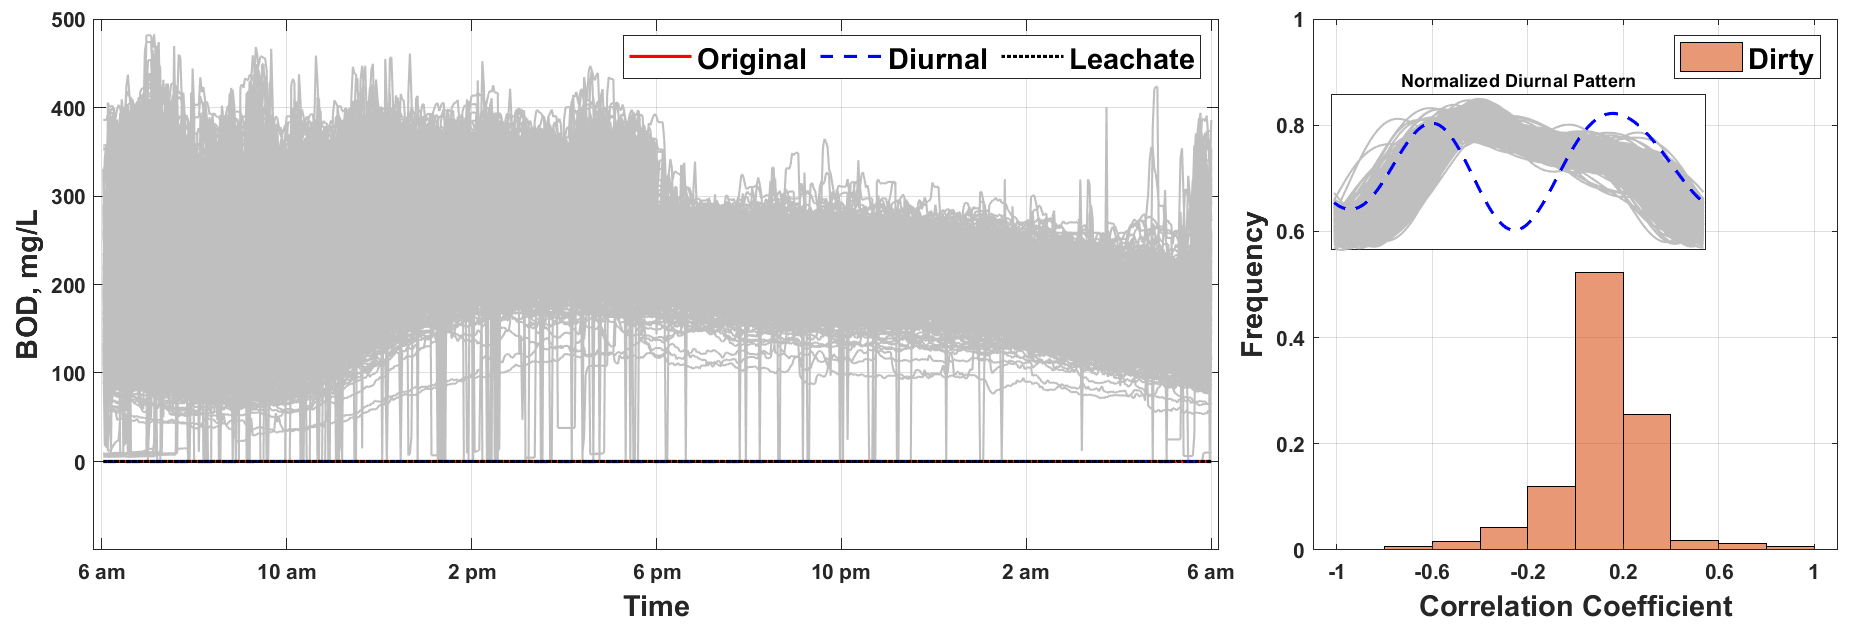 500
400
300
200
100
0
BOD, mg/L
Original Diurnal Leachate
6 am 10 am 2 pm 6 pm 10 pm 2 am 6 am
Time
1
0.8
0.6
0.4
0.2
0
Frequency
Dirty
Normalized Diurnal Pattern
-1 -0.6 -0.2 0.2 0.6 1
Correlation Coefficient